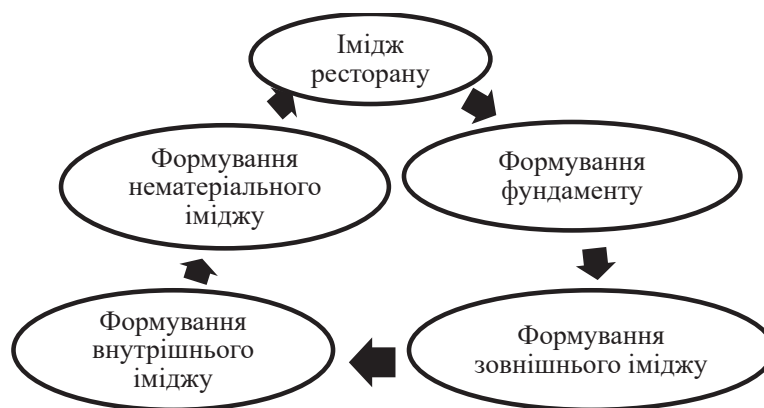 Імідж
ресторану
Формування
фундаменту
Формування
зовнішнього іміджу
Формування
внутрішнього
іміджу
Формування
нематеріального
іміджу